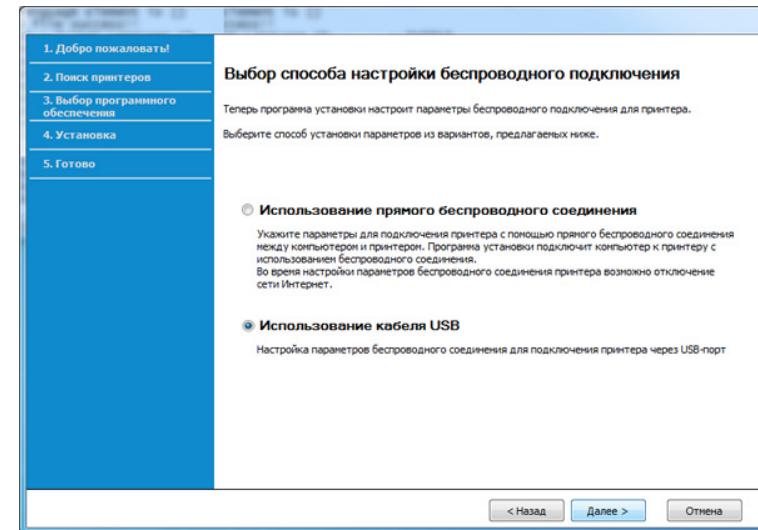 1. Добро пожаловать!
2. Поиск принтеров
3. Выбор программного
обеспечения
4. Установка
5. Готово
Выбор способа настройки беспроводного подключения
Теперь программа установки настроит параметры беспроводного подключения для принтера.
Выберите способ установки параметров из вариантов, предлагаемых ниже.
Использование прямого беспроводного соединения
Укажите параметры для подключения принтера с помощью прямого беспроводного соединения
между компьютером и принтером. Программа установки подключит компьютер к принтеру с
использованием беспроводного соединения.
Во время настройки параметров беспроводного соединения принтера возможно отключение
сети Интернет.
Использование кабеля USB
Настройка параметров беспроводного соединения для подключения принтера через USB-порт
< Назад
Далее >
Отмена